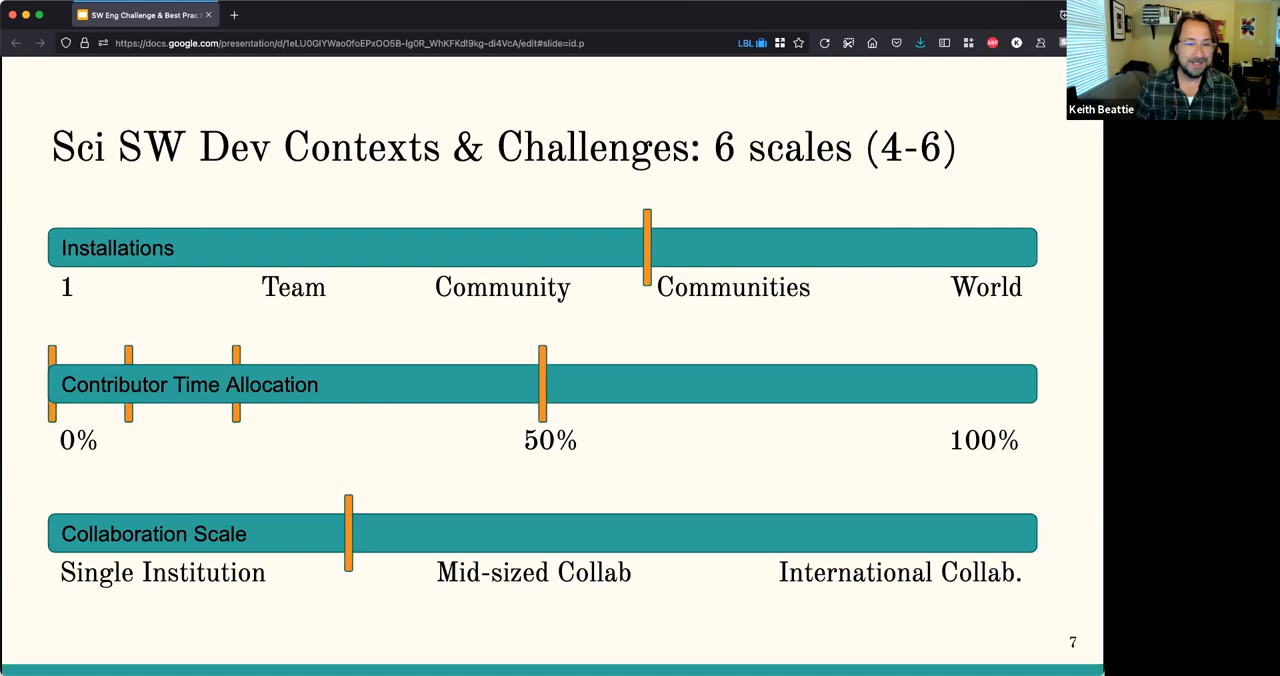 SW Eng Challenge & Best Prac
https://docs.google.com/presentation/d/1eLU0GIYWao0foEPxOO5B-Ig0R_WhKFKdl9kg-di4VcA/edit#slide=id.p
LBL
ABP
K
Keith Beattie
Sci SW Dev Contexts & Challenges: 6 scales (4-6)
Installations
1 Team Community Communities World
Contributor Time Allocation
0% 50% 100%
Collaboration Scale
Single Institution Mid-sized Collab International Collab.
7